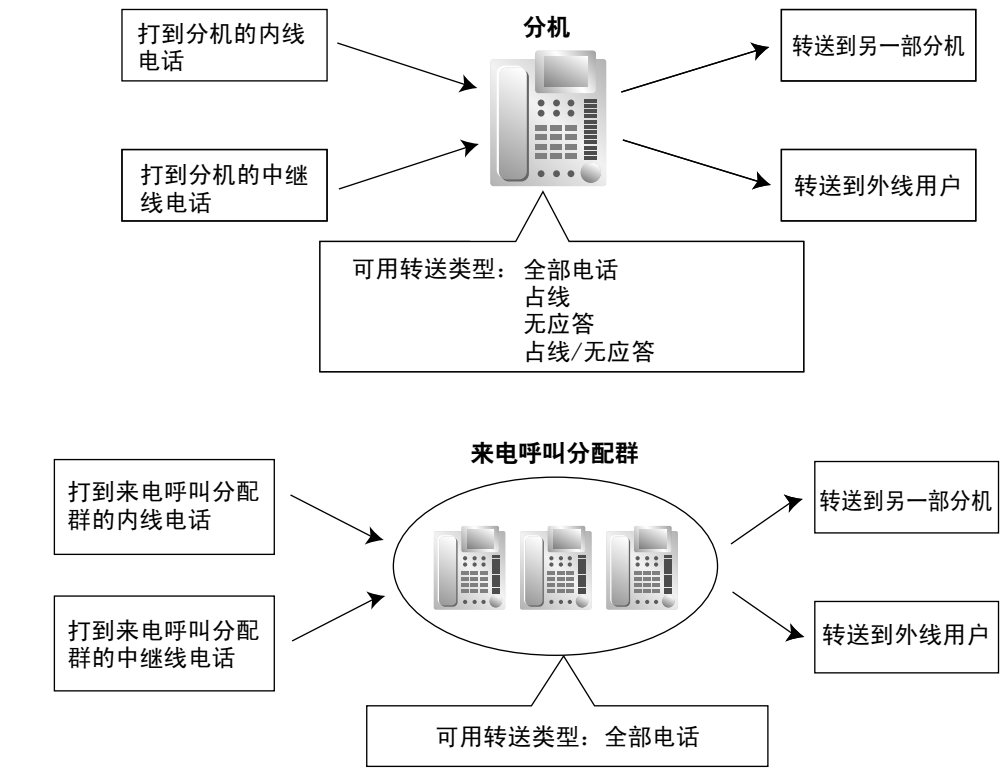 分机
打到分机的内线
电话
转送到另一部分机
打到分机的中继
线电话
转送到外线用户
可用转送类型：全部电话
占线
无应答
占线/无应答
来电呼叫分配群
打到来电呼叫分配
群的内线电话
转送到另一部分机
打到来电呼叫分配
群的中继线电话
转送到外线用户
可用转送类型：全部电话